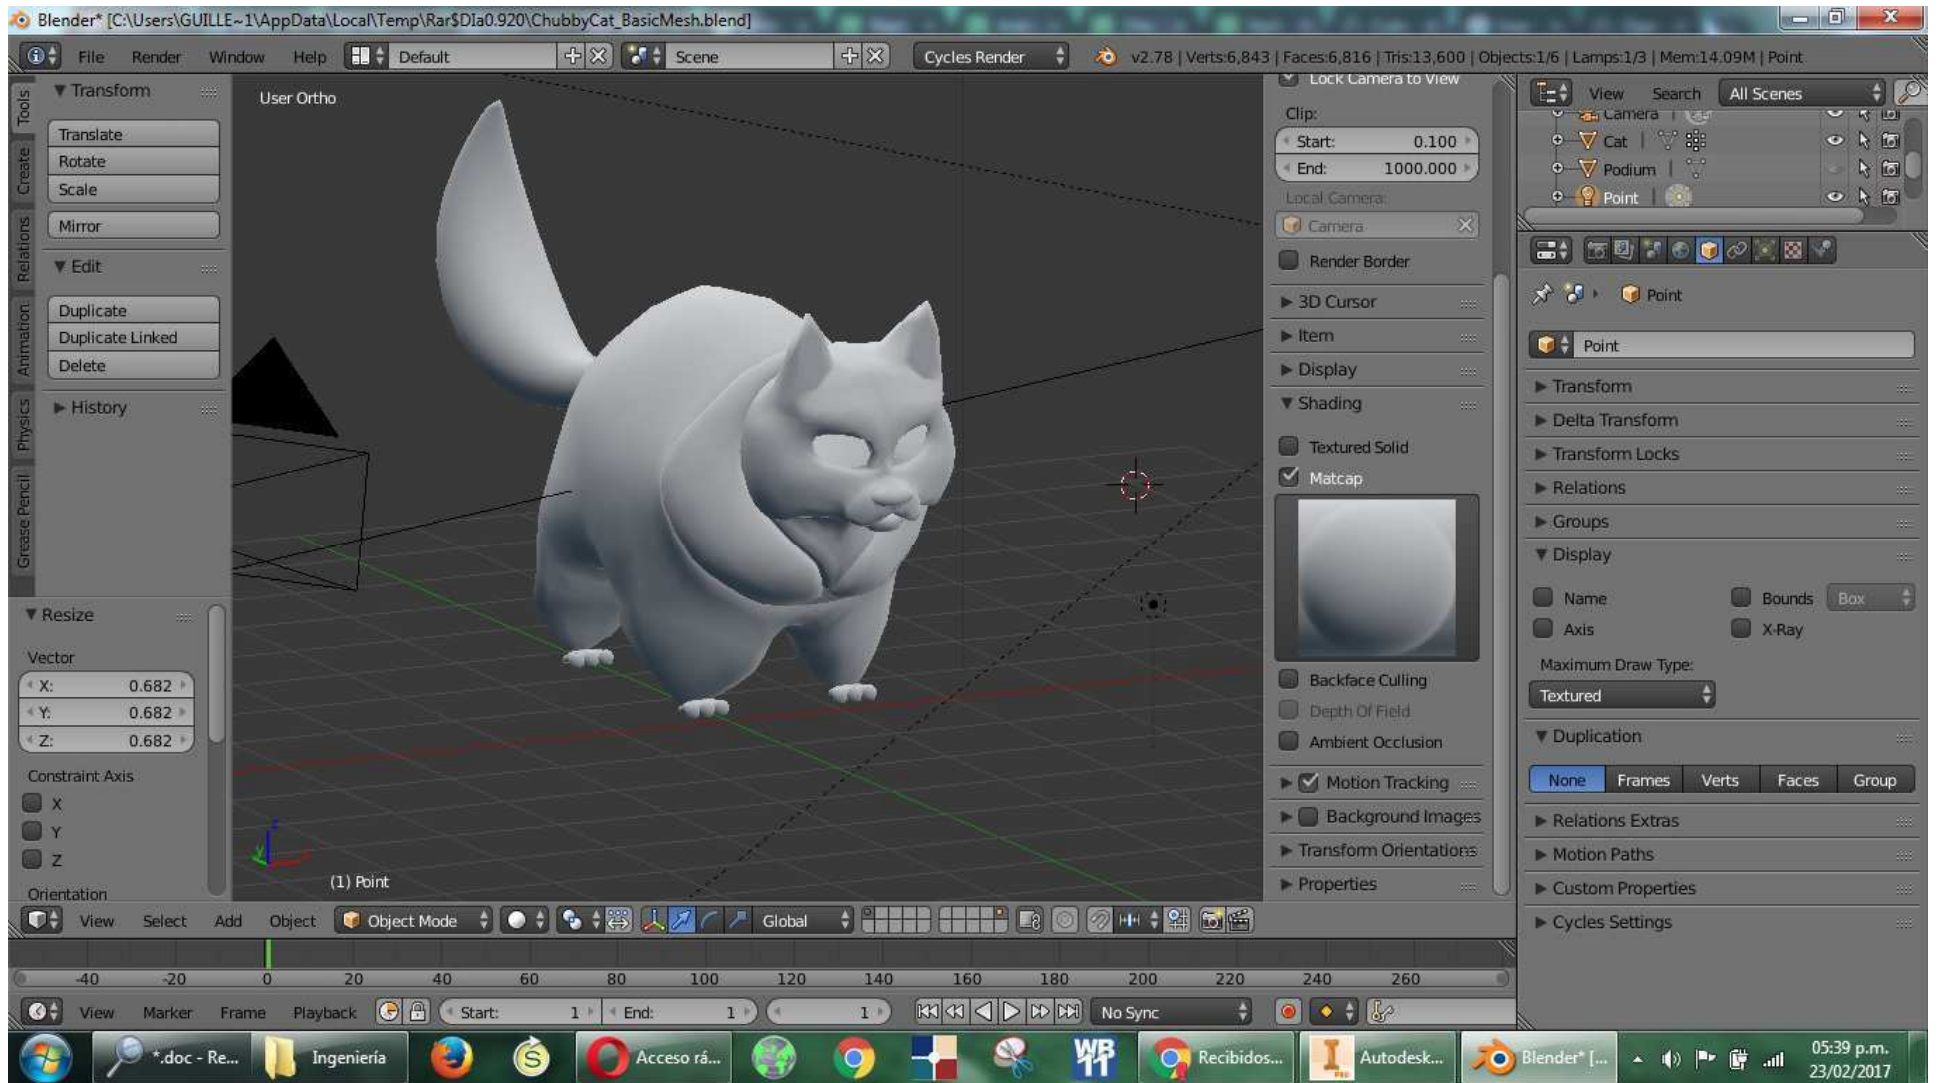 Blender* [C:\Users\GUILLE~1\AppData\Local\Temp\Rar$DIa0.920\ChubbyCat_BasicMesh.blend]
File Render Window Help Default Scene Cycles Render v2.78 | Verts:6,843 | Faces:6,816 | Tris:13,600 | Objects:1/6 | Lamps:1/3 | Mem:14.09M | Point
Tools
Create
Relations
Animation
Physics
Grease Pencil
Transform
Translate
Rotate
Scale
Mirror
Edit
Duplicate
Duplicate Linked
Delete
History
Resize
Vector
X: 0.682
Y: 0.682
Z: 0.682
Constraint Axis
X
Y
Z
Orientation
User Ortho
z
y
x
(1) Point
Lock Camera to View
Clip:
Start: 0.100
End: 1000.000
Local Camera:
Camera
Render Border
3D Cursor
Item
Display
Shading
Textured Solid
Matcap
Backface Culling
Depth Of Field
Ambient Occlusion
Motion Tracking
Background Images
Transform Orientations
Properties
View Search All Scenes
Camera
Cat
Podium
Point
Point
Point
Transform
Delta Transform
Transform Locks
Relations
Groups
Display
Name Bounds Box
Axis X-Ray
Maximum Draw Type:
Textured
Duplication
None Frames Verts Faces Group
Relations Extras
Motion Paths
Custom Properties
Cycles Settings
View Select Add Object Object Mode Global
-40 -20 0 20 40 60 80 100 120 140 160 180 200 220 240 260
View Marker Frame Playback Start: 1 End: 1 1 No Sync
*.doc - Re... Ingeniería Acceso rá... WR11 Recibidos... Autodesk... Blender* [...
05:39 p.m.
23/02/2017